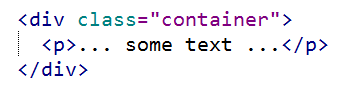 <div class="container">
  <p>... some text ...</p>
</div>